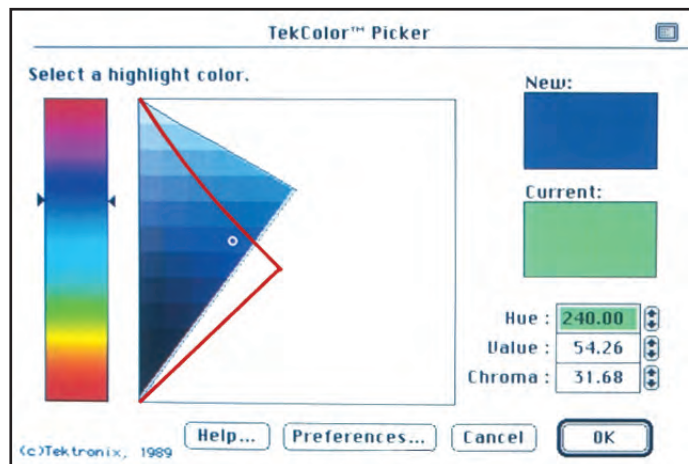 TekColor™ Picker
Select a highlight color.
New:
Current:
Hue : 240.00
Value : 54.26
Chroma : 31.68
Help... Preferences... Cancel OK
(c)Tektronix, 1989